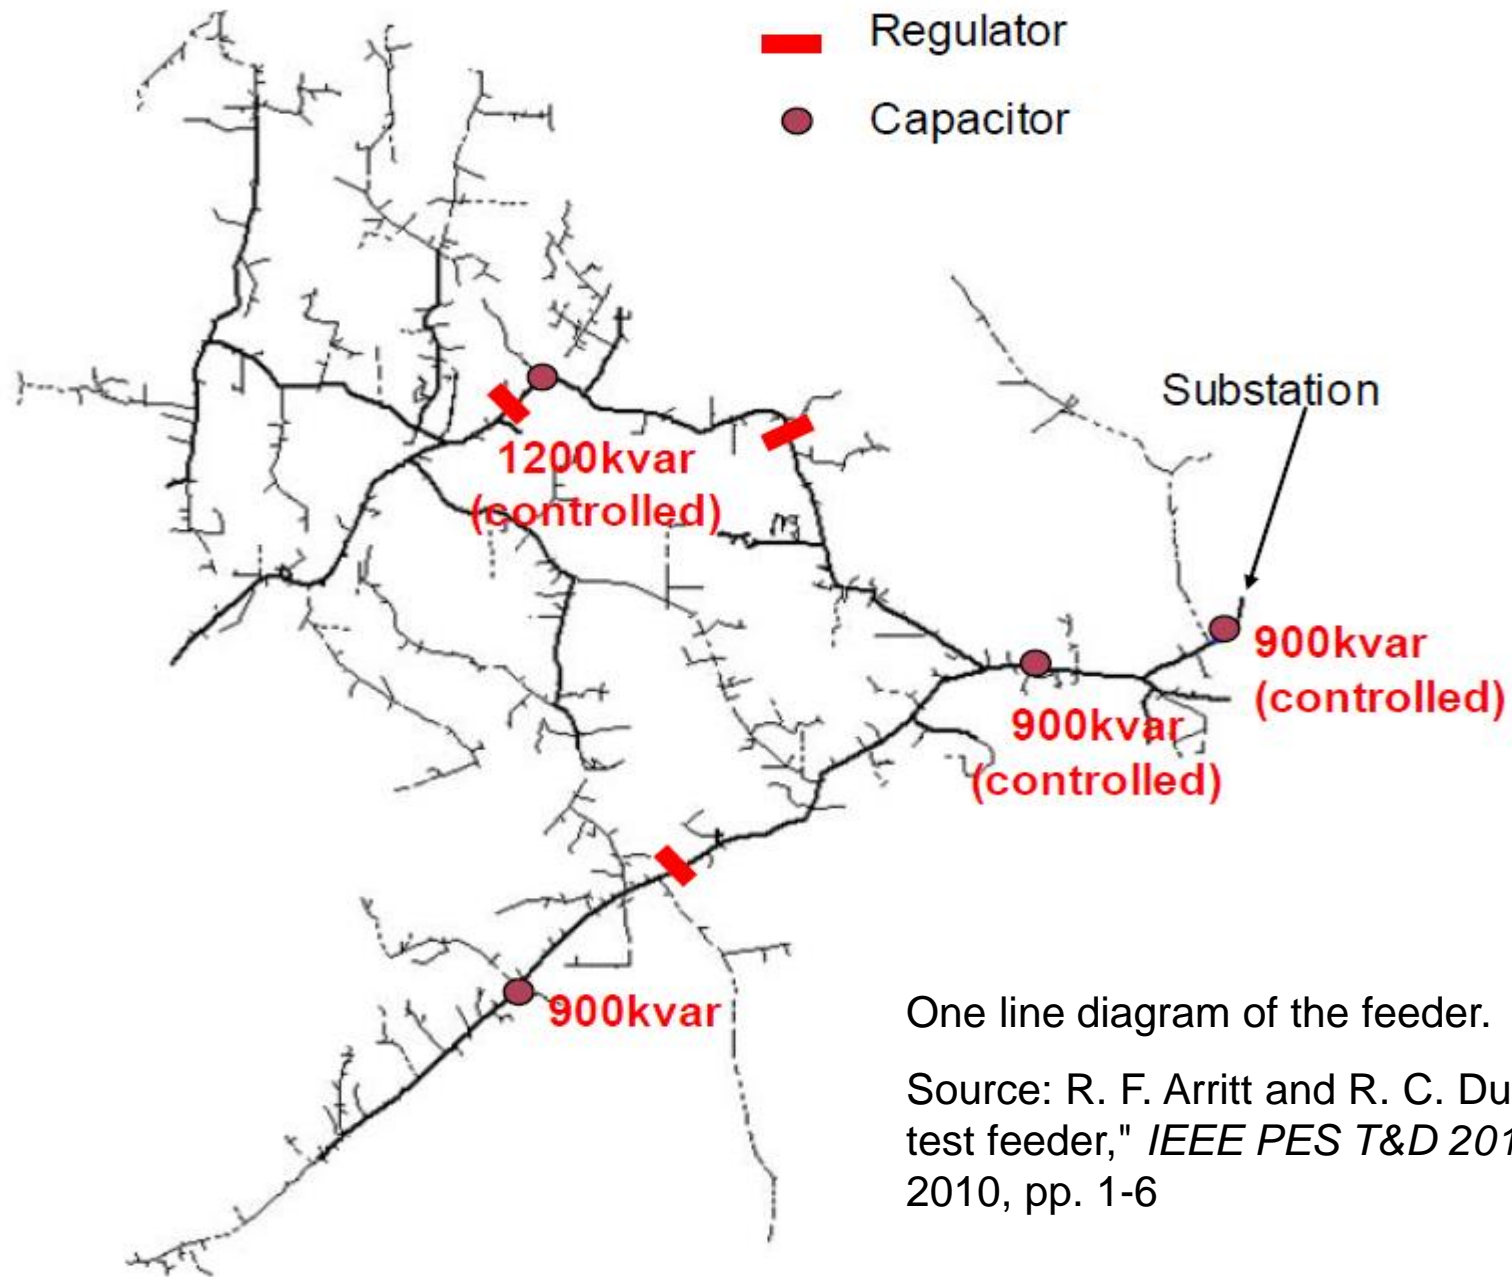 Regulator
Capacitor
Substation
1200kvar
(controlled)
900kvar
(controlled)
900kvar
(controlled)
900kvar
One line diagram of the feeder.
Source: R. F. Arritt and R. C. Du
test feeder," IEEE PES T&D 201
2010, pp. 1-6